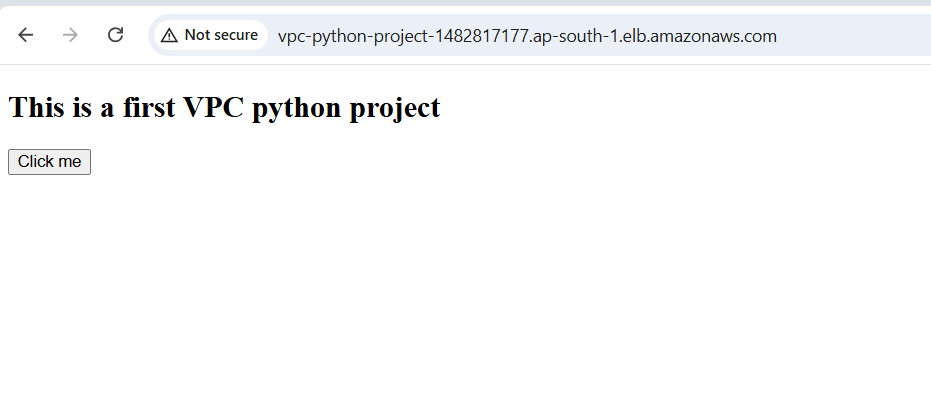 Not secure vpc-python-project-1482817177.ap-south-1.elb.amazonaws.com
This is a first VPC python project
Click me